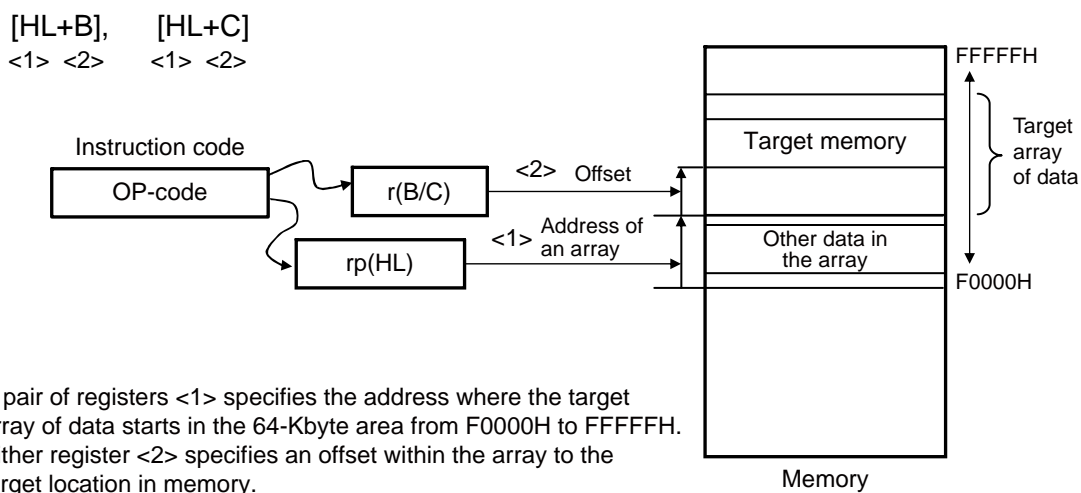 [HL+B], [HL+C]
<1> <2> <1> <2>
Instruction code
OP-code
r(B/C)
<2> Offset
rp(HL)
<1> Address of
an array
FFFFFH
Target memory
Target
array
of data
Other data in
the array
F0000H
Memory
pair of registers <1> specifies the address where the target
rray of data starts in the 64-Kbyte area from F0000H to FFFFFH.
ther register <2> specifies an offset within the array to the
rget location in memory.